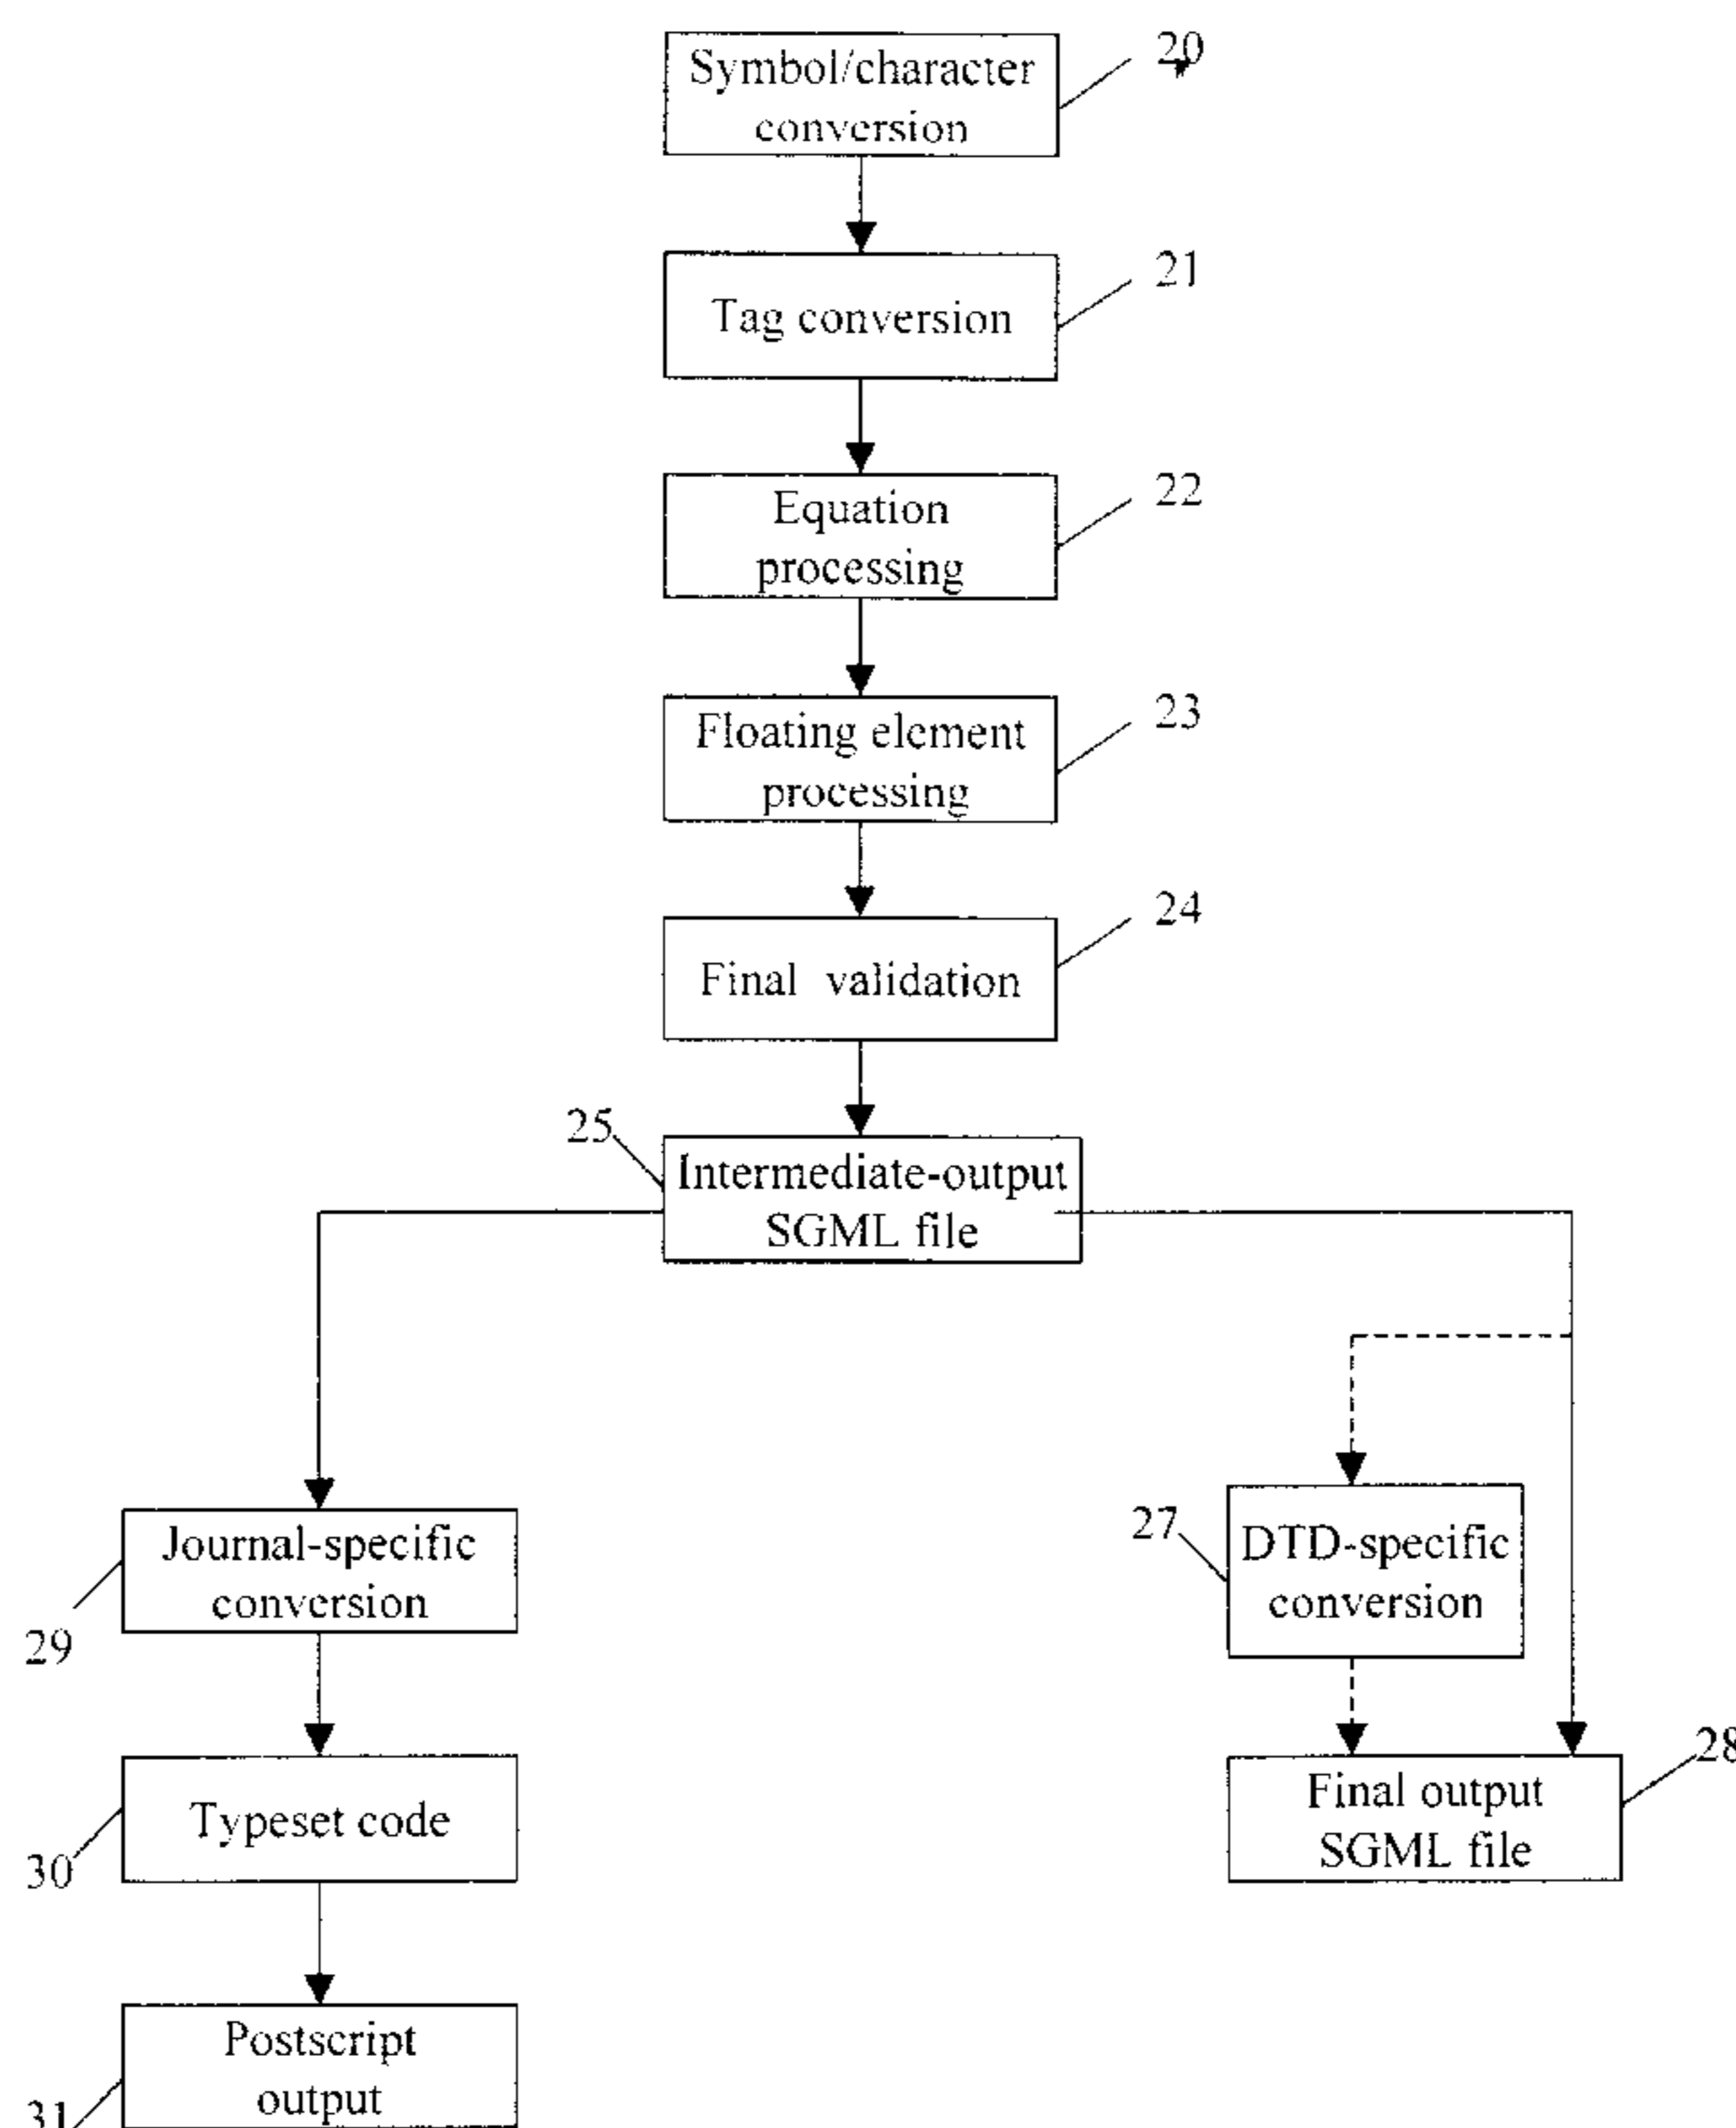 Symbol/character
conversion
20
Tag conversion
21
Equation
processing
22
Floating element
processing
23
Final validation
24
25
Intermediate-output
SGML file
Journal-specific
conversion
29
27
DTD-specific
conversion
Typeset code
30
Final output
SGML file
28
Postscript
output
31